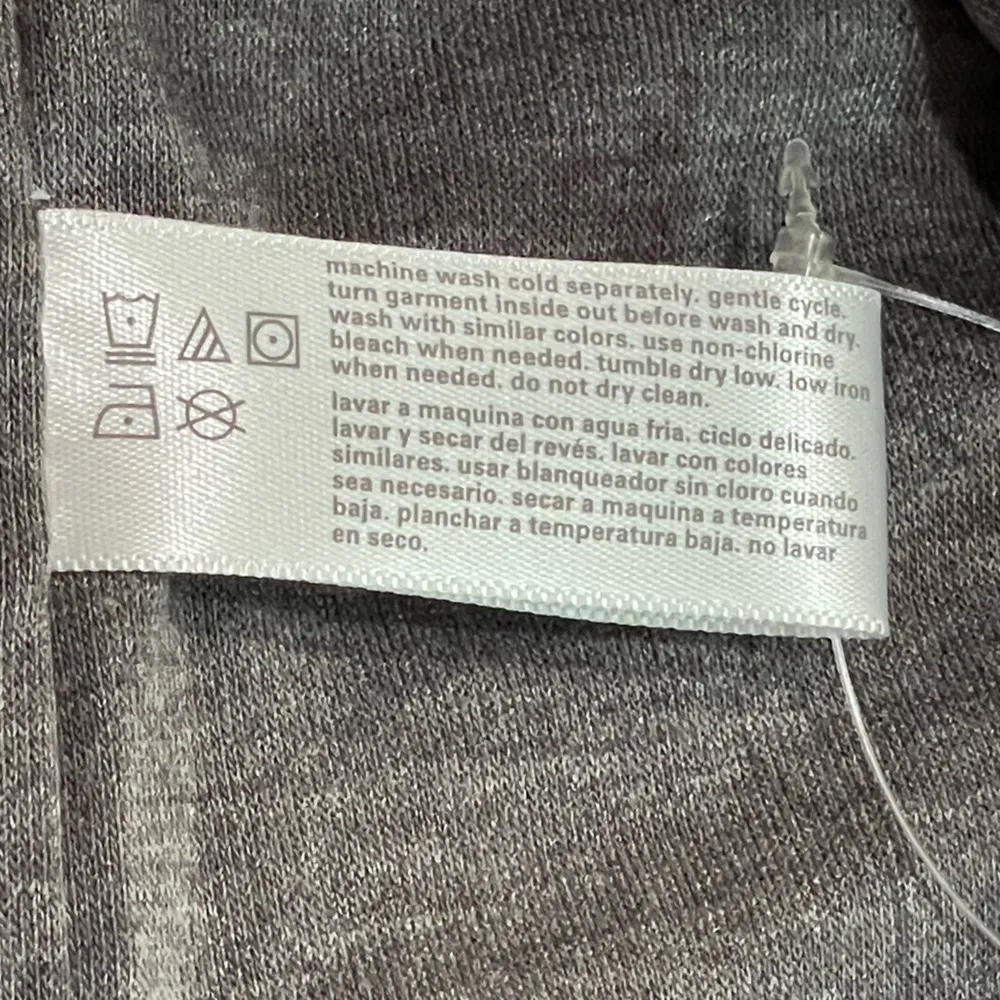 machine wash cold separately. gentle cycle.
turn garment inside out before wash and dry.
wash with similar colors. use non-chlorine
bleach when needed. tumble dry low. low iron
when needed. do not dry clean.
lavar a maquina con agua fria. ciclo delicado.
lavar y secar del revés. lavar con colores
similares. usar blanqueador sin cloro cuando
sea necesario. secar a maquina a temperatura
baja. planchar a temperatura baja. no lavar
en seco.